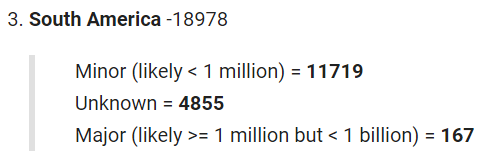 3. South America -18978
Minor (likely < 1 million) = 11719
Unknown = 4855
Major (likely >= 1 million but < 1 billion) = 167